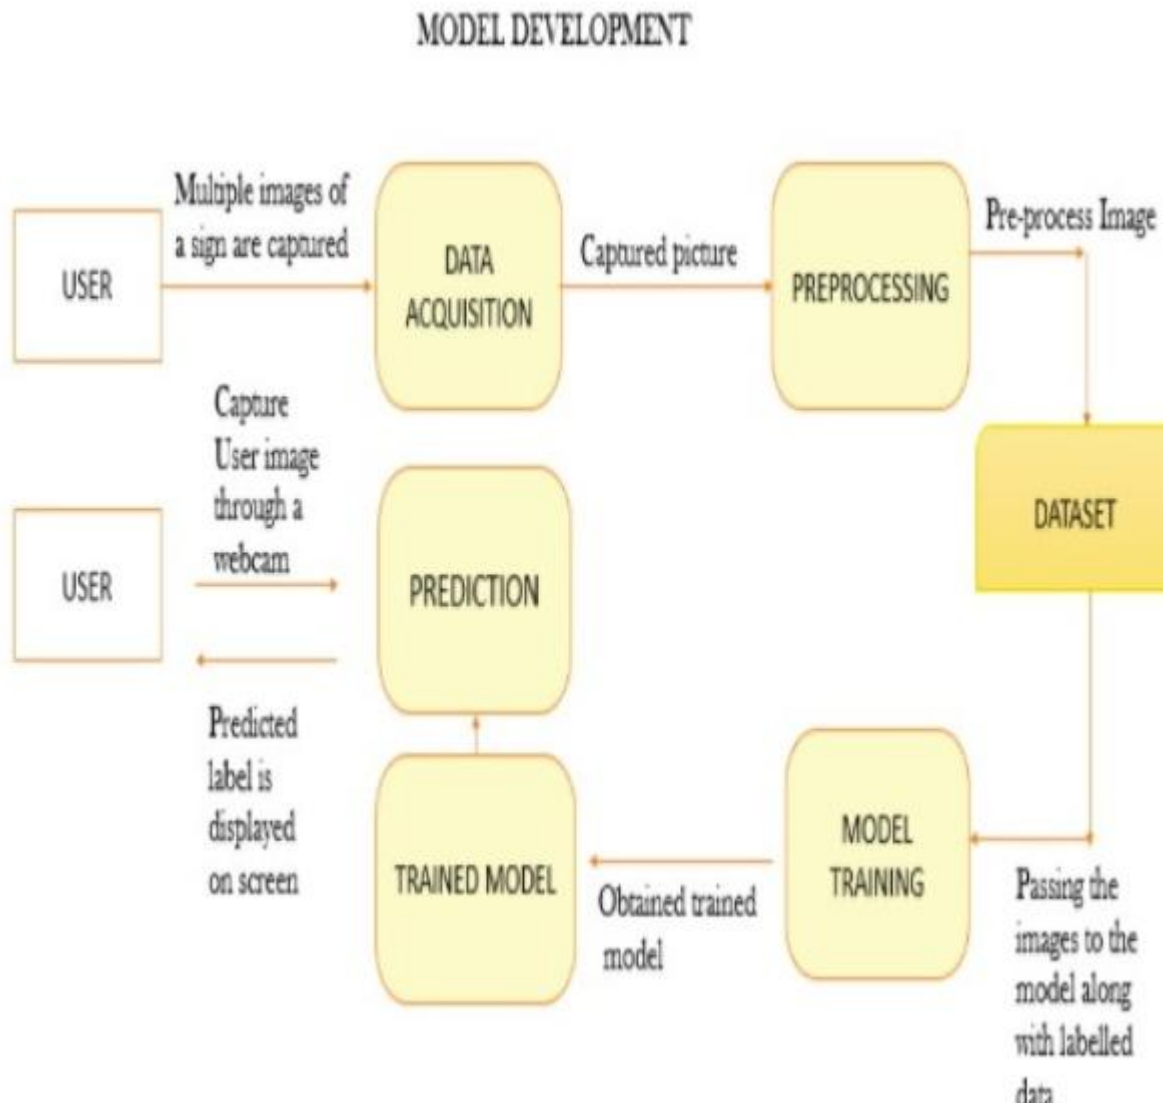 MODEL DEVELOPMENT
Multiple images of
a sign are captured
USER
DATA
ACQUISITION
Captured picture
PREPROCESSING
Pre-process Image
Capture
User image
through a
webcam
USER
PREDICTION
DATASET
Predicted
label is
displayed
on screen
TRAINED MODEL
Obtained trained
model
MODEL
TRAINING
Passing the
images to the
model along
with labelled
data